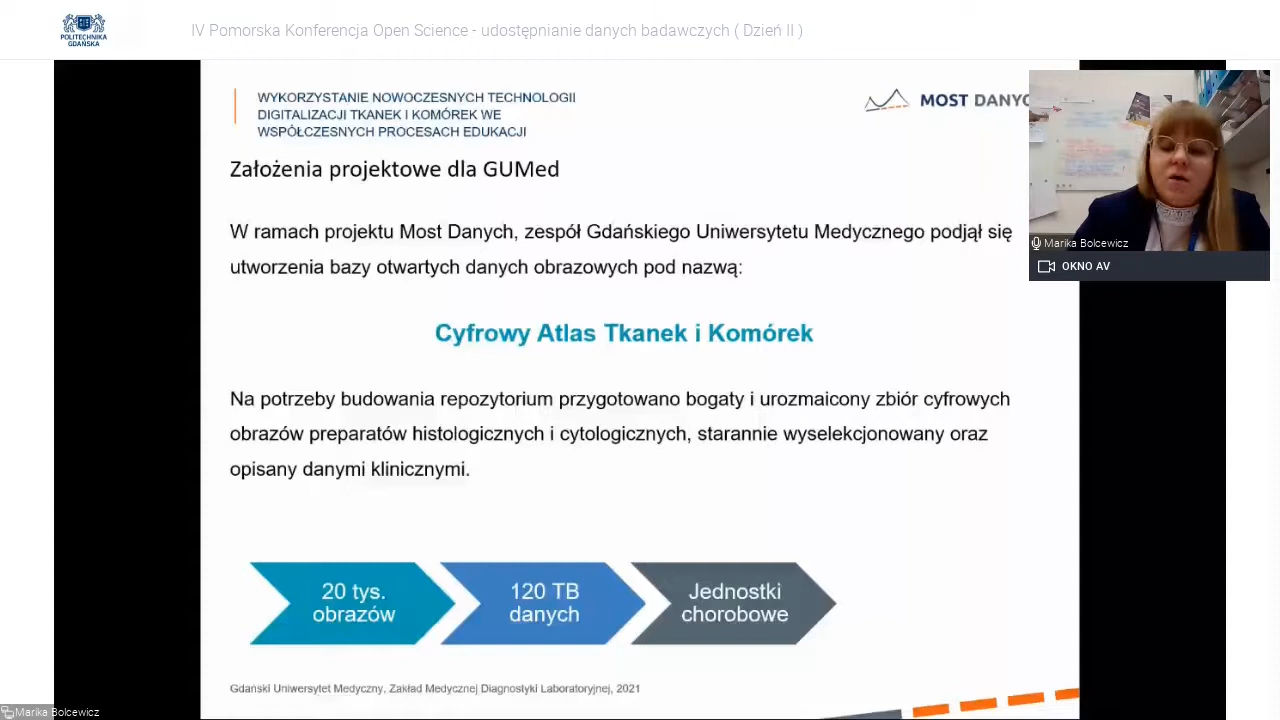 POLITECHNIKA
GDAŃSKA
IV Pomorska Konferencja Open Science - udostępnianie danych badawczych ( Dzień II )
WYKORZYSTANIE NOWOCZESNYCH TECHNOLOGII
DIGITALIZACJI TKANEK I KOMÓREK WE
WSPÓŁCZESNYCH PROCESACH EDUKACJI
MOST DANYC
Założenia projektowe dla GUMed
Marika Bolcewicz
OKNO AV
W ramach projektu Most Danych, zespół Gdańskiego Uniwersytetu Medycznego podjął się
utworzenia bazy otwartych danych obrazowych pod nazwą:
Cyfrowy Atlas Tkanek i Komórek
Na potrzeby budowania repozytorium przygotowano bogaty i urozmaicony zbiór cyfrowych
obrazów preparatów histologicznych i cytologicznych, starannie wyselekcjonowany oraz
opisany danymi klinicznymi.
20 tys.
obrazów
120 TB
danych
Jednostki
chorobowe
Gdański Uniwersytet Medyczny, Zakład Medycznej Diagnostyki Laboratoryjnej, 2021
Marika Bolcewicz